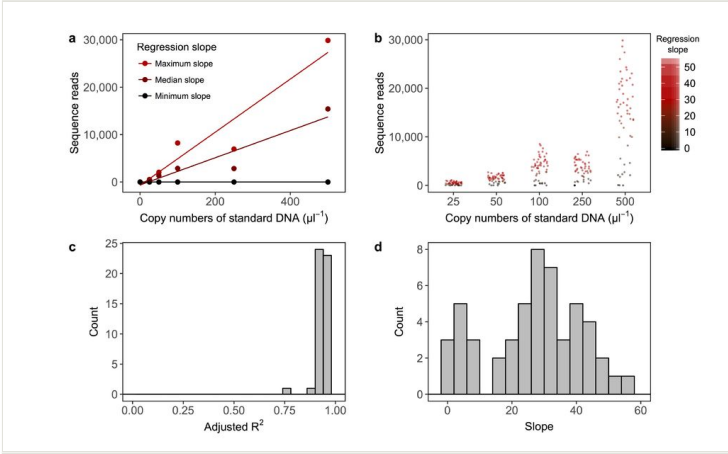 a
30,000
20,000
10,000
0
Sequence reads
Regression slope
Maximum slope
Median slope
Minimum slope
0 200 400
Copy numbers of standard DNA (µl⁻¹)
b
30,000
20,000
10,000
0
Sequence reads
25 50 100 250 500
Copy numbers of standard DNA (µl⁻¹)
Regression
slope
50
40
30
20
10
0
c
25
20
15
10
5
0
Count
0.00 0.25 0.50 0.75 1.00
Adjusted R²
d
8
6
4
2
0
Count
0 20 40 60
Slope